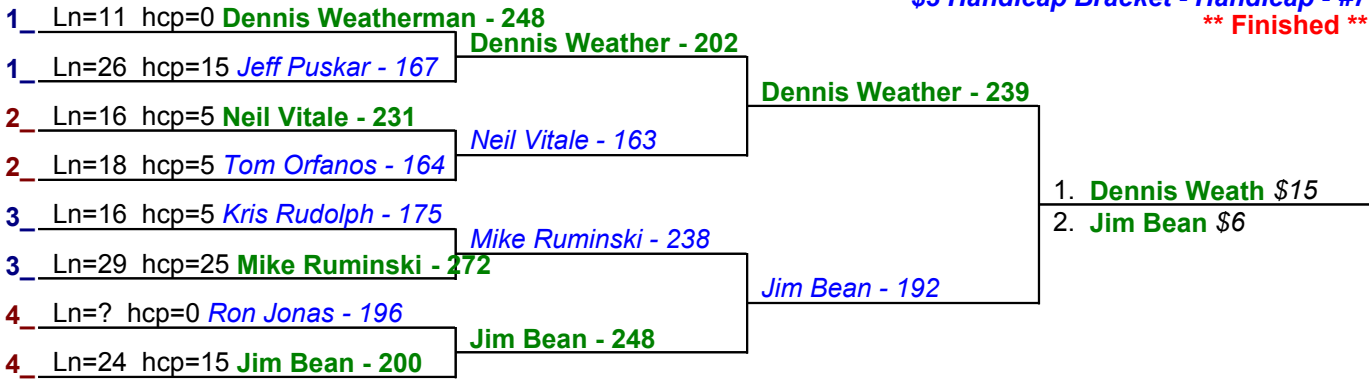 $5 Handicap Bracket - Handicap - #7
** Finished **
1_ Ln=11 hcp=0 Dennis Weatherman - 248
Dennis Weather - 202
1_ Ln=26 hcp=15 Jeff Puskar - 167
Dennis Weather - 239
2_ Ln=16 hcp=5 Neil Vitale - 231
Neil Vitale - 163
2_ Ln=18 hcp=5 Tom Orfanos - 164
1. Dennis Weath $15
3_ Ln=16 hcp=5 Kris Rudolph - 175
2. Jim Bean $6
Mike Ruminski - 238
3_ Ln=29 hcp=25 Mike Ruminski - 272
Jim Bean - 192
4_ Ln=? hcp=0 Ron Jonas - 196
Jim Bean - 248
4_ Ln=24 hcp=15 Jim Bean - 200